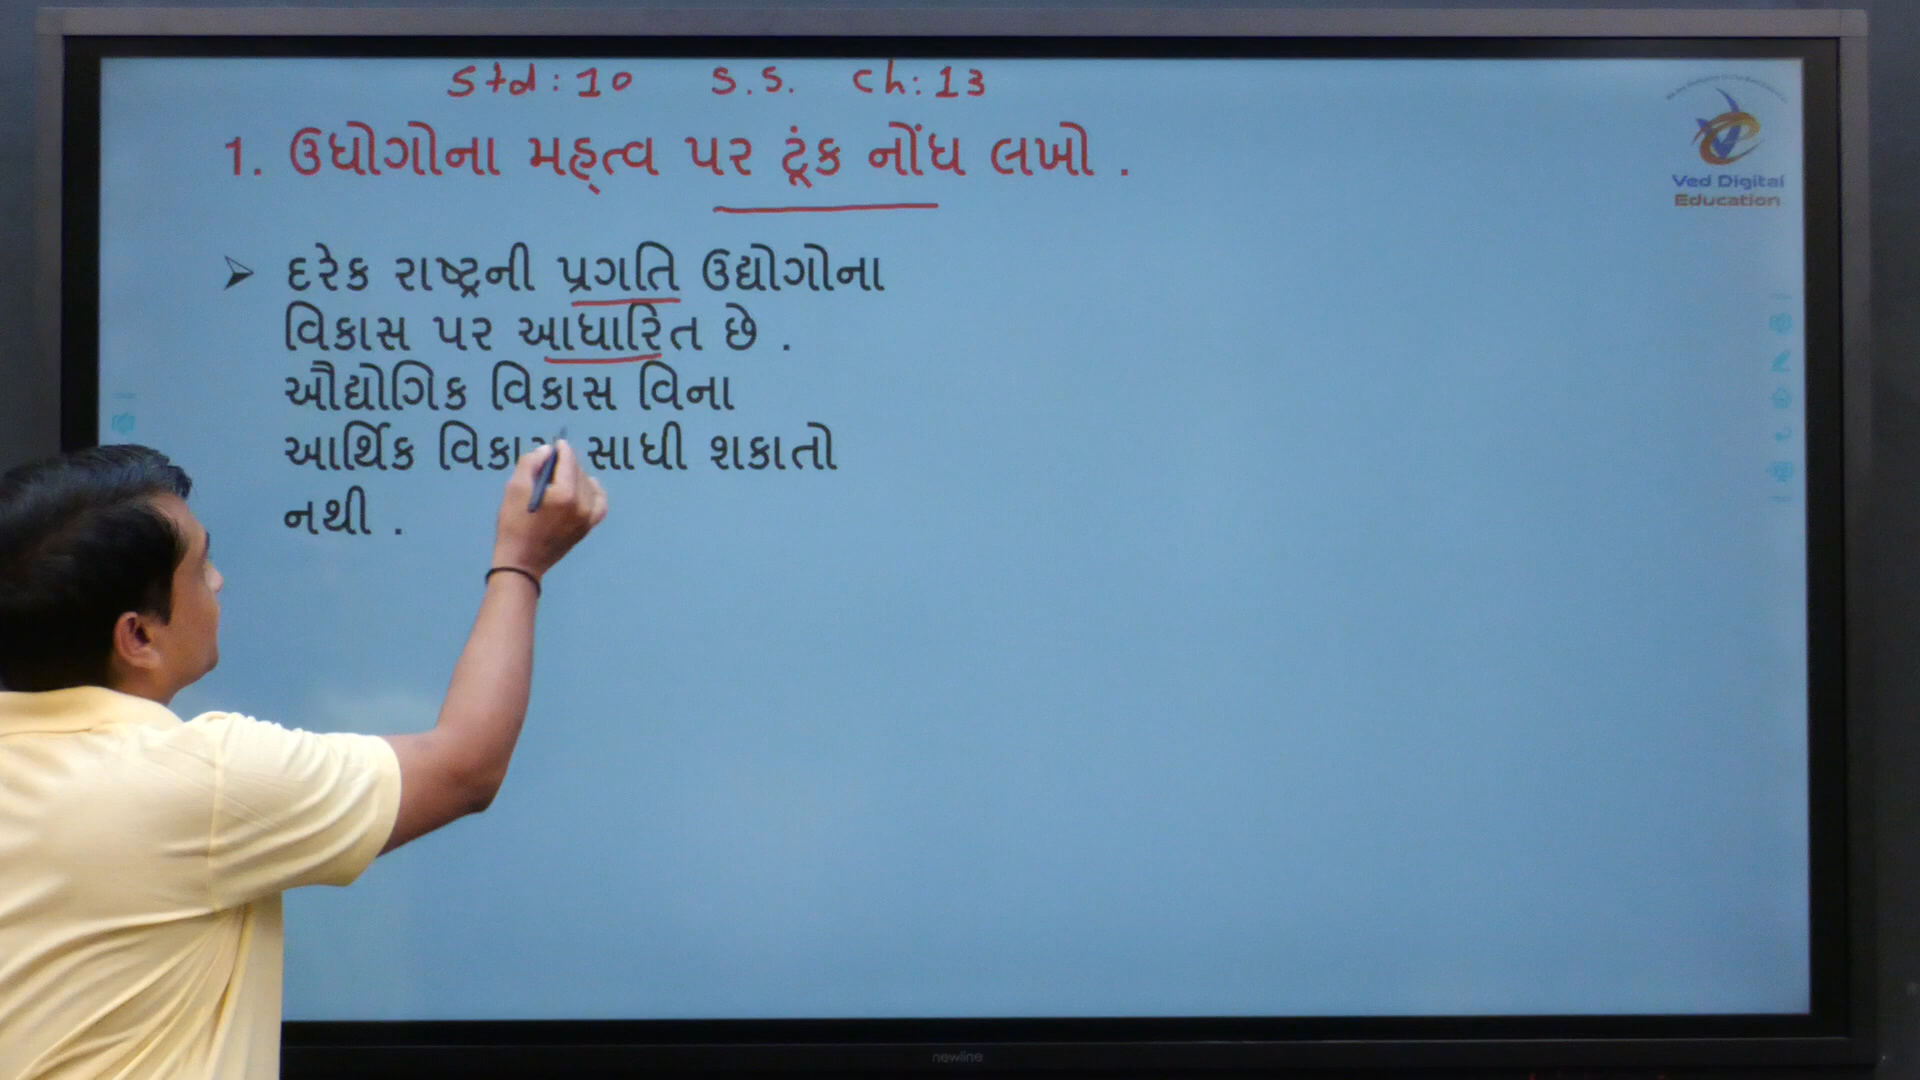 Std : 10 S.S. Ch : 13
1. ઉધોગોના મહ્ત્વ પર ટૂંક નોંધ લખો .
Ved Digital
Education
➢ દરેક રાષ્ટ્રની પ્રગતિ ઉદ્યોગોના
વિકાસ પર આધારિત છે .
ઔદ્યોગિક વિકાસ વિના
આર્થિક સાધી શકાતો
નથી .
newline